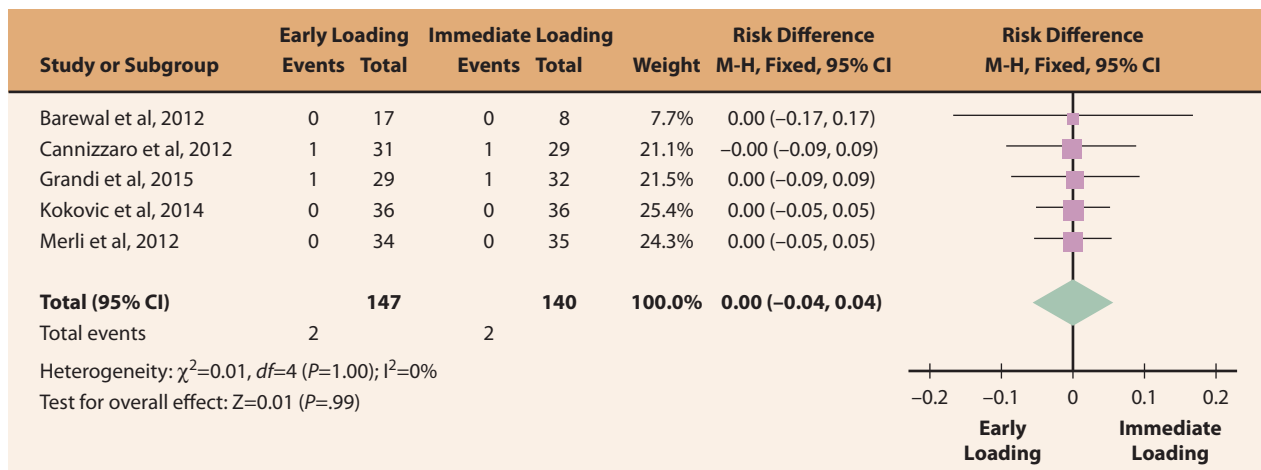 Early Loading Immediate Loading Risk Difference Risk Difference
Study or Subgroup Events Total Events Total Weight M-H, Fixed, 95% CI M-H, Fixed, 95% CI
Barewal et al, 2012 0 17 0 8 7.7% 0.00 (–0.17, 0.17)
Cannizzaro et al, 2012 1 31 1 29 21.1% –0.00 (–0.09, 0.09)
Grandi et al, 2015 1 29 1 32 21.5% 0.00 (–0.09, 0.09)
Kokovic et al, 2014 0 36 0 36 25.4% 0.00 (–0.05, 0.05)
Merli et al, 2012 0 34 0 35 24.3% 0.00 (–0.05, 0.05)
Total (95% CI) 147 140 100.0% 0.00 (–0.04, 0.04)
Total events 2 2
Heterogeneity: χ²=0.01, df=4 (P=1.00); I²=0%
Test for overall effect: Z=0.01 (P=.99)
–0.2 –0.1 0 0.1 0.2
Early Immediate
Loading Loading